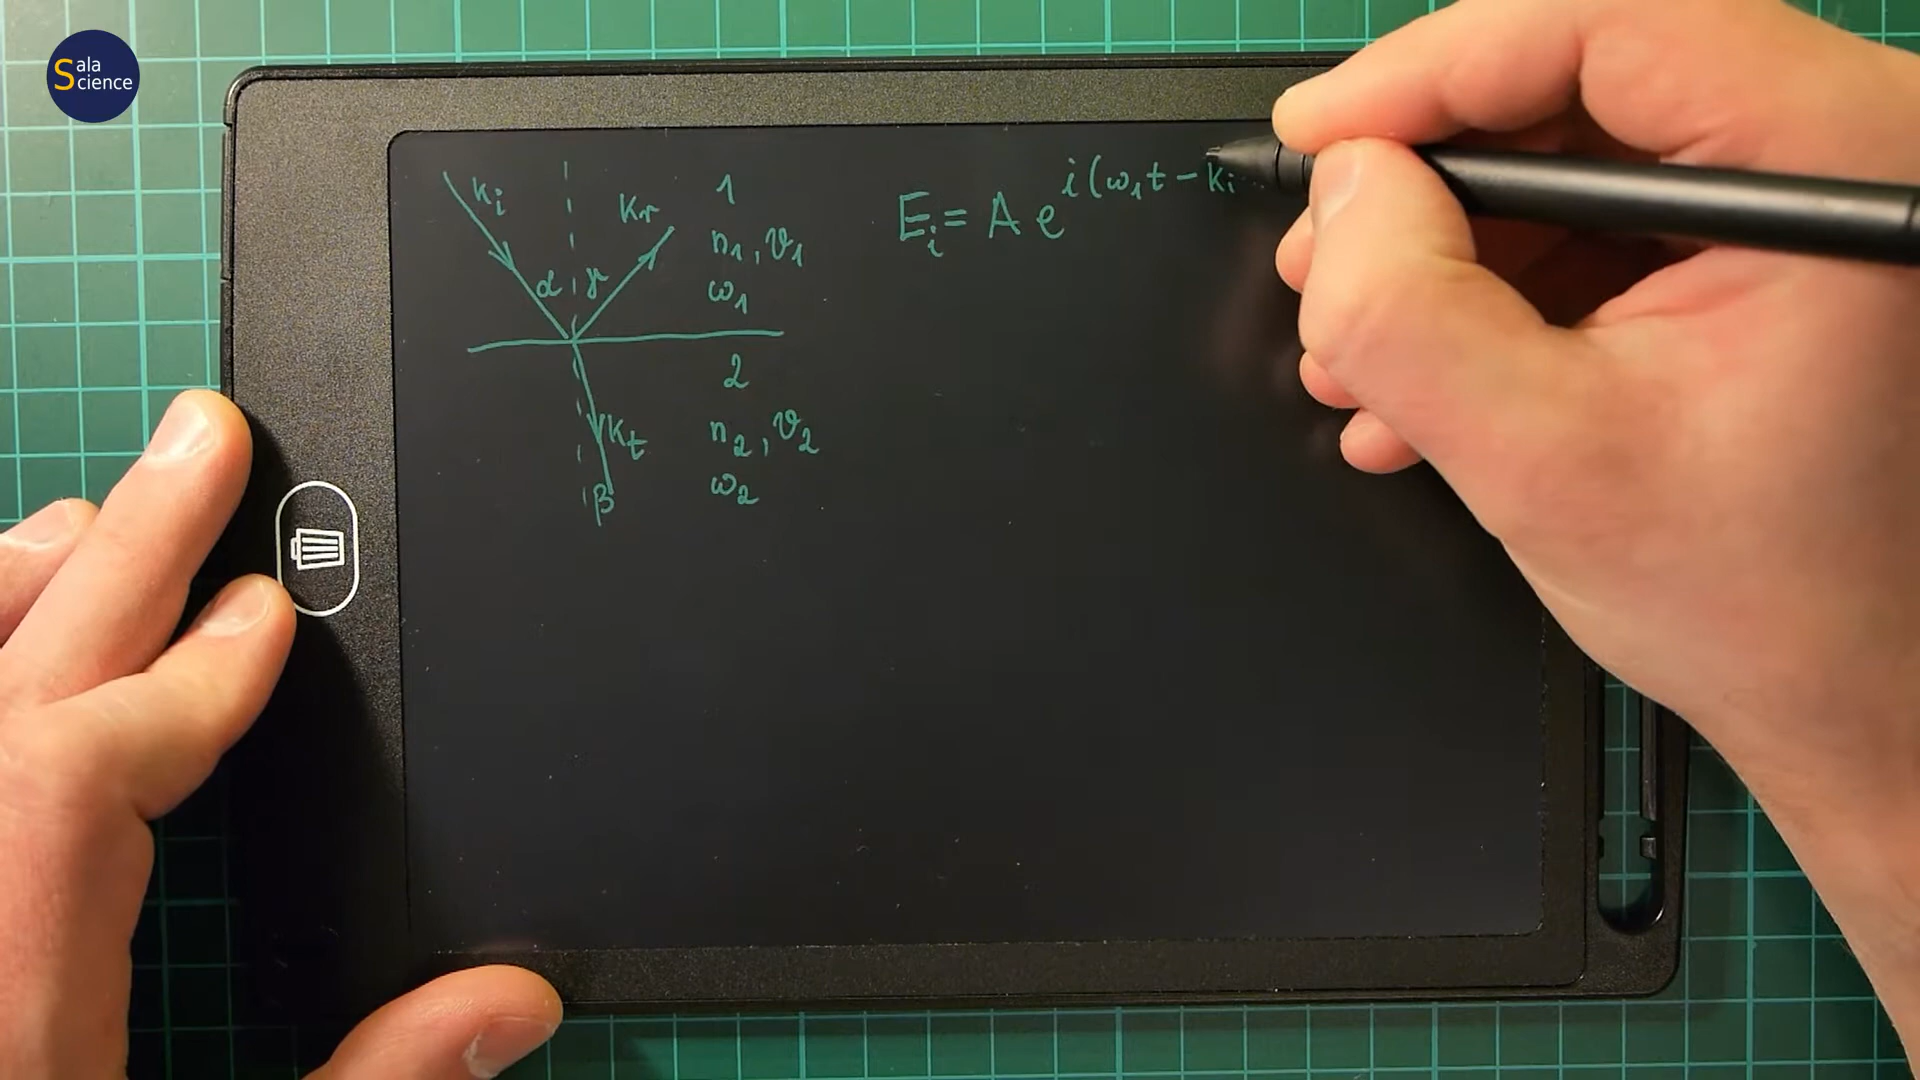 Sala
Science
ki
kr
α
γ
1
n1, v1
ω1
2
kt
n2, v2
β
ω2
Ei = A e^i(ω1t - ki